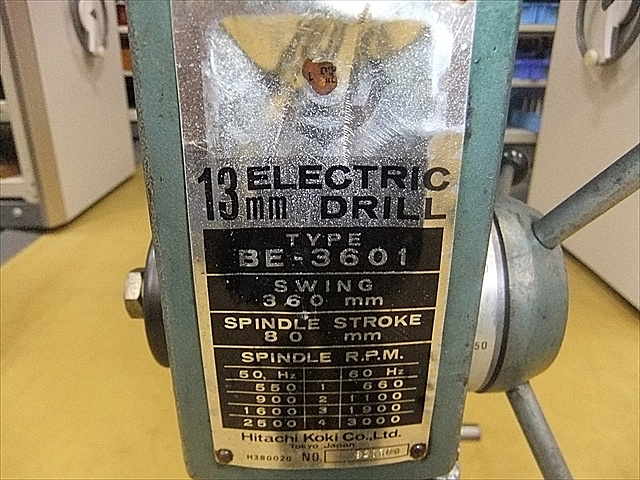 13 mm ELECTRIC DRILL
TYPE
BE-3601
SWING
360 mm
SPINDLE STROKE
80 mm
SPINDLE R.P.M.
50 Hz 60 Hz
550 1 660
900 2 1100
1600 3 1900
2500 4 3000
Hitachi Koki Co., Ltd.
Tokyo Japan
H380020 NO.
50